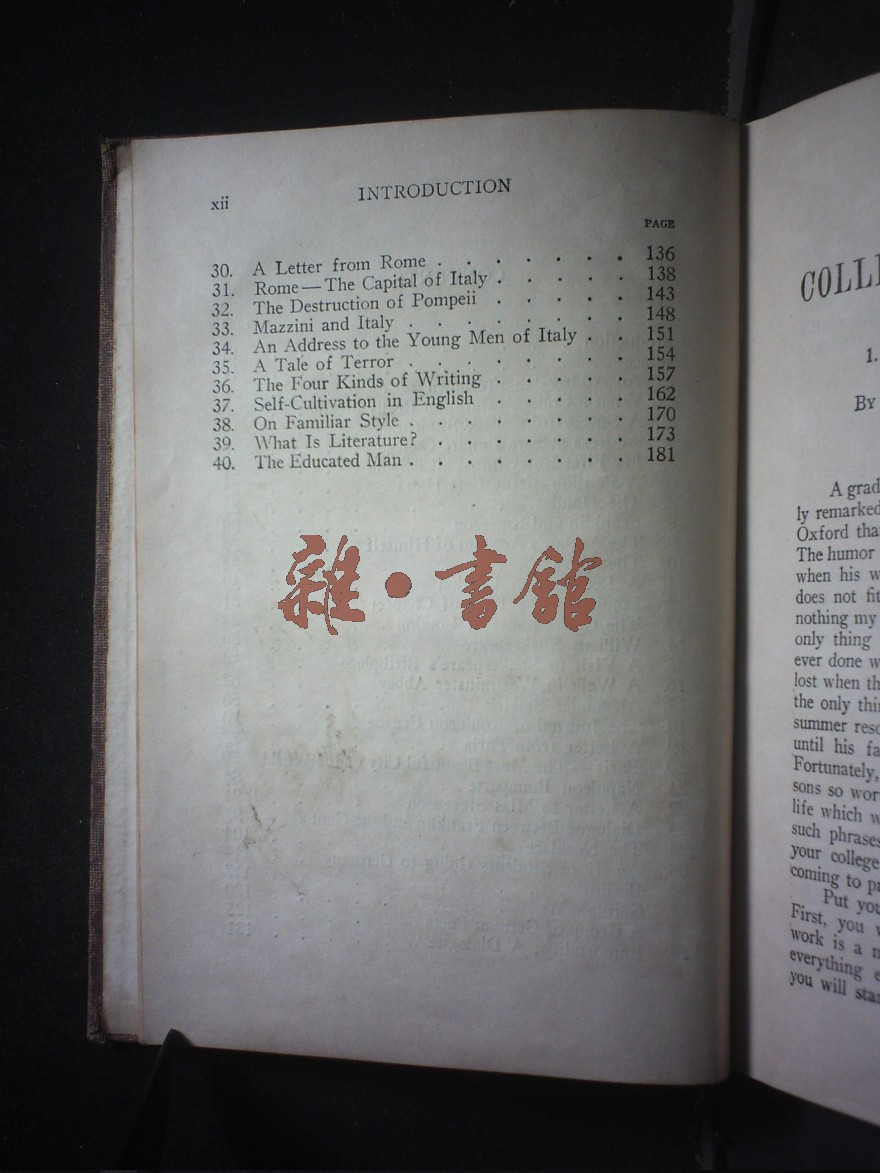 xii INTRODUCTION
PAGE
30. A Letter from Rome . . . . . . . 136
31. Rome—The Capital of Italy . . . . . 138
32. The Destruction of Pompeii . . . . . 143
33. Mazzini and Italy . . . . . . . 148
34. An Address to the Young Men of Italy . . 151
35. A Tale of Terror . . . . . . . 154
36. The Four Kinds of Writing . . . . . 157
37. Self-Cultivation in English . . . . . 162
38. On Familiar Style . . . . . . . 170
39. What Is Literature? . . . . . . . 173
40. The Educated Man . . . . . . . 181
雜•書館
1.
By
A grad
ly remarked
Oxford tha
The humor
when his w
does not fit
nothing my
only thing
ever done w
lost when th
the only thi
summer reso
until his fa
Fortunately,
sons so wor
life which w
such phrases
your college
coming to p
Put you
First, you
work is a n
everything e
you will star